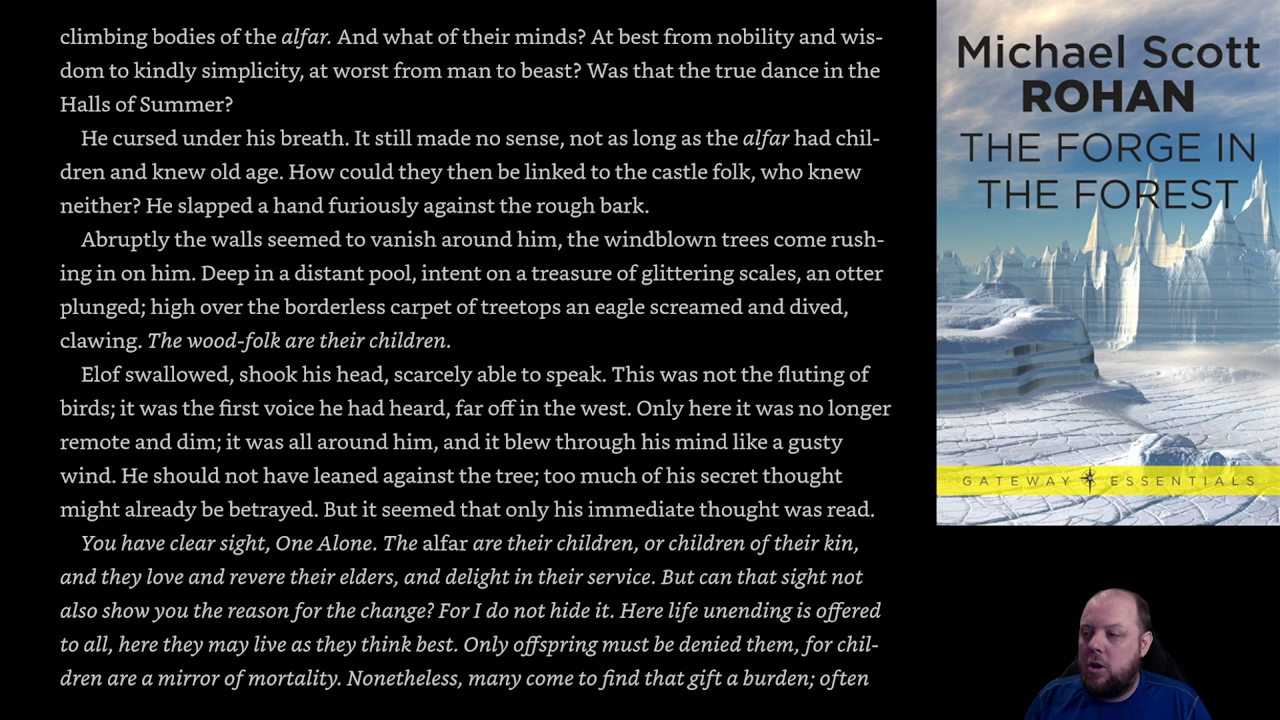 climbing bodies of the alfar. And what of their minds? At best from nobility and wis-
dom to kindly simplicity, at worst from man to beast? Was that the true dance in the
Halls of Summer?
He cursed under his breath. It still made no sense, not as long as the alfar had chil-
dren and knew old age. How could they then be linked to the castle folk, who knew
neither? He slapped a hand furiously against the rough bark.
Abruptly the walls seemed to vanish around him, the windblown trees come rush-
ing in on him. Deep in a distant pool, intent on a treasure of glittering scales, an otter
plunged; high over the borderless carpet of treetops an eagle screamed and dived,
clawing. The wood-folk are their children.
Elof swallowed, shook his head, scarcely able to speak. This was not the fluting of
birds; it was the first voice he had heard, far off in the west. Only here it was no longer
remote and dim; it was all around him, and it blew through his mind like a gusty
wind. He should not have leaned against the tree; too much of his secret thought
might already be betrayed. But it seemed that only his immediate thought was read.
You have clear sight, One Alone. The alfar are their children, or children of their kin,
and they love and revere their elders, and delight in their service. But can that sight not
also show you the reason for the change? For I do not hide it. Here life unending is offered
to all, here they may live as they think best. Only offspring must be denied them, for chil-
dren are a mirror of mortality. Nonetheless, many come to find that gift a burden; often
Michael Scott
ROHAN
THE FORGE IN
THE FOREST
GATEWAY ESSENTIALS